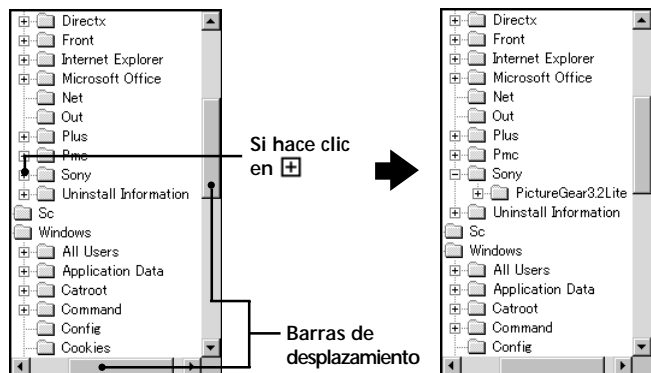 Directx
Front
Internet Explorer
Microsoft Office
Net
Out
Plus
Pmc
Sony
Uninstall Information
Sc
Windows
All Users
Application Data
Catroot
Command
Config
Cookies
Si hace clic
en
Barras de
desplazamiento
Directx
Front
Internet Explorer
Microsoft Office
Net
Out
Plus
Pmc
Sony
PictureGear3.2Lite
Uninstall Information
Sc
Windows
All Users
Application Data
Catroot
Command
Config